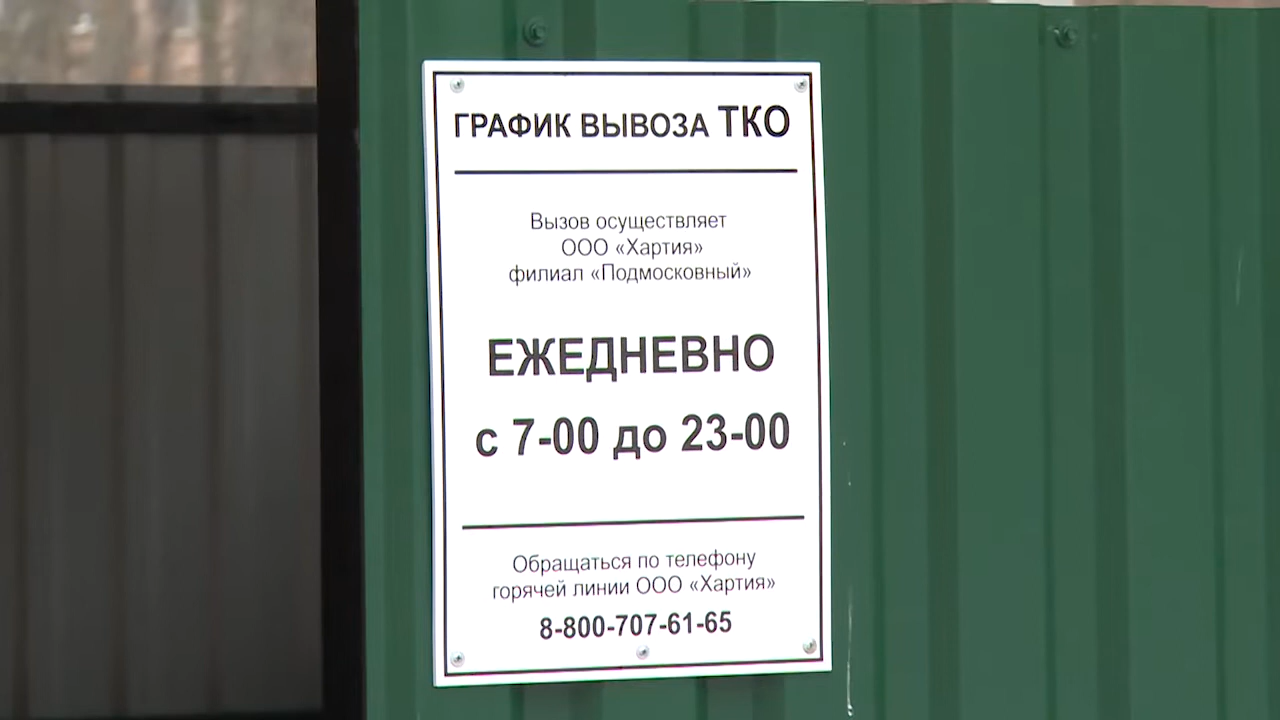 ГРАФИК ВЫВОЗА ТКО
Вызов осуществляет
ООО «Хартия»
филиал «Подмосковный»
ЕЖЕДНЕВНО
с 7-00 до 23-00
Обращаться по телефону
горячей линии ООО «Хартия»
8-800-707-61-65